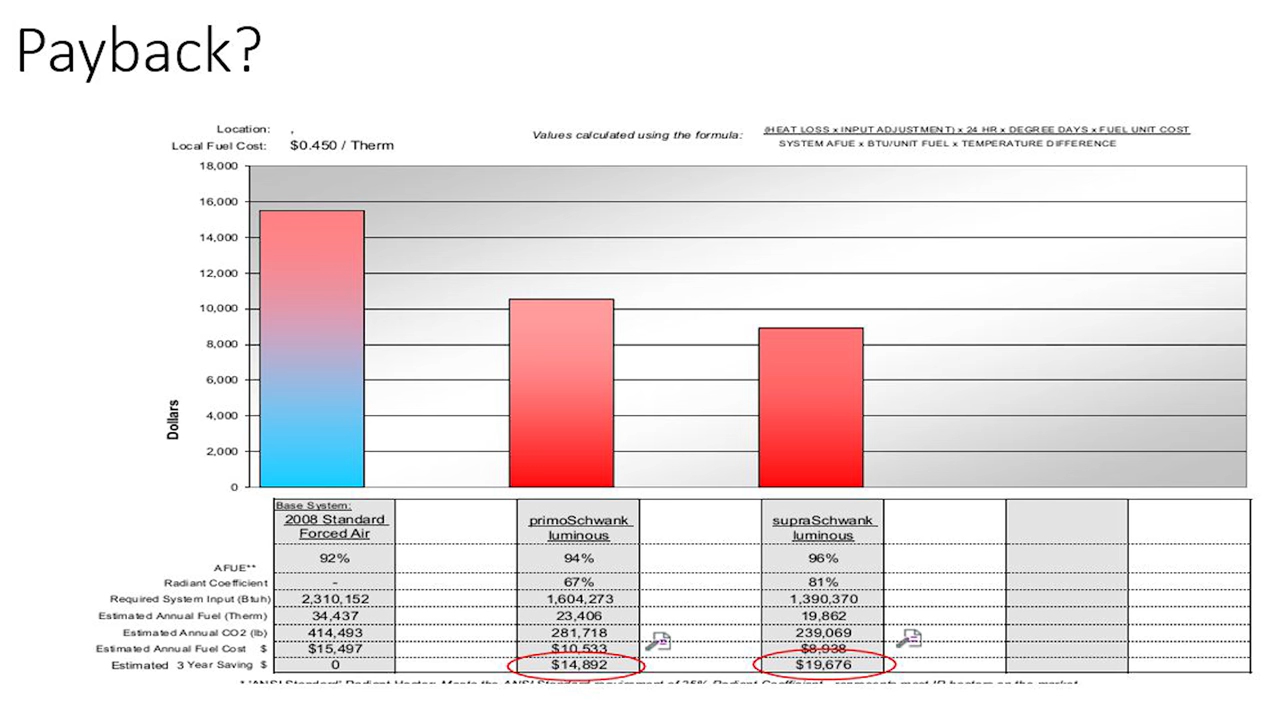 Payback?
Location: ,
Values calculated using the formula: (HEAT LOSS x INPUT ADJUSTMENT) x 24 HR x DEGREE DAYS x FUEL UNIT COST
Local Fuel Cost: $0.450 / Therm
SYSTEM AFUE x BTU/UNIT FUEL x TEMPERATURE DIFFERENCE
18,000
16,000
14,000
12,000
10,000
8,000
6,000
4,000
2,000
0
Dollars
Base System:
2008 Standard primoSchwank supraSchwank
Forced Air luminous luminous
AFUE** 92% 94% 96%
Radiant Coefficient - 67% 81%
Required System Input (Btuh) 2,310,152 1,604,273 1,390,370
Estimated Annual Fuel (Therm) 34,437 23,406 19,862
Estimated Annual CO2 (lb) 414,493 281,718 239,069
Estimated Annual Fuel Cost $ $15,497 $10,533 $8,938
Estimated 3 Year Saving $ 0 $14,892 $19,676